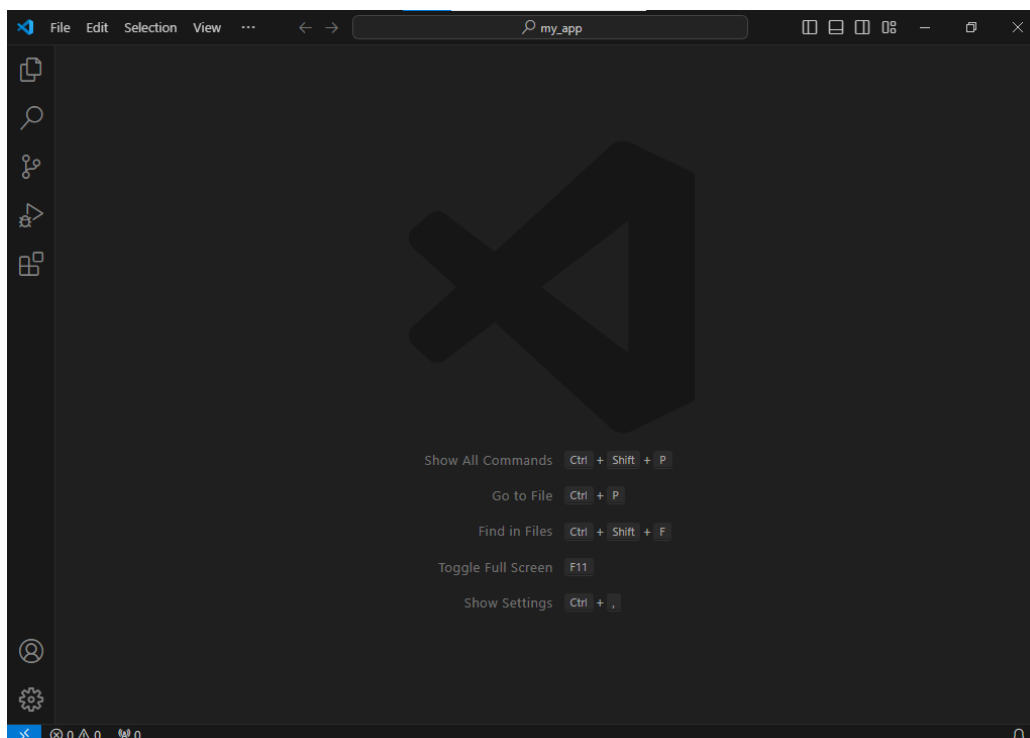 File Edit Selection View ... my_app
Show All Commands Ctrl + Shift + P
Go to File Ctrl + P
Find in Files Ctrl + Shift + F
Toggle Full Screen F11
Show Settings Ctrl + ,
0 0 0